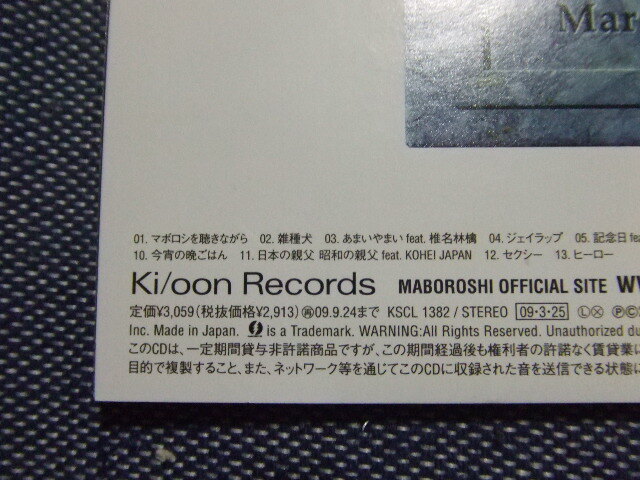 Mar
01. マボロシを聴きながら 02. 雑種犬 03. あまいやまい feat. 椎名林檎 04. ジェイラップ 05. 記念日 fea
10. 今宵の晩ごはん 11. 日本の親父 昭和の親父 feat. KOHEI JAPAN 12. セクシー 13. ヒーロー
Ki/oon Records MABOROSHI OFFICIAL SITE WW
定価¥3,059(税抜価格¥2,913) 再09.9.24まで KSCL 1382 / STEREO 09・3・25 Ⓛ Ⓧ ⓅⒸ
Inc. Made in Japan. is a Trademark. WARNING:All Rights Reserved. Unauthorized du
このCDは、一定期間貸与非許諾商品ですが、この期間経過後も権利者の許諾なく賃貸業に
目的で複製すること、また、ネットワーク等を通じてこのCDに収録された音を送信できる状態に